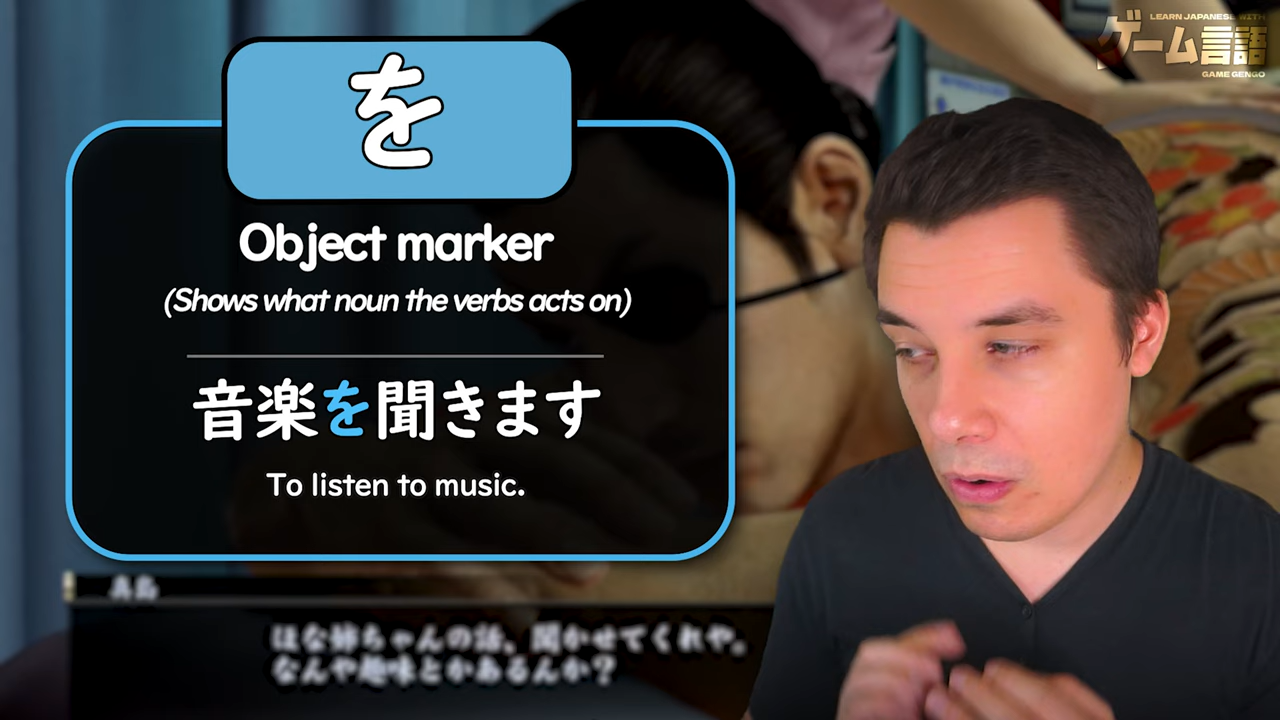 LEARN JAPANESE WITH
ゲーム言語
GAME GENGO
を
Object marker
(Shows what noun the verbs acts on)
音楽を聞きます
To listen to music.
真島
ほな姉ちゃんの話、聞かせてくれや。
なんや趣味とかあるんか？